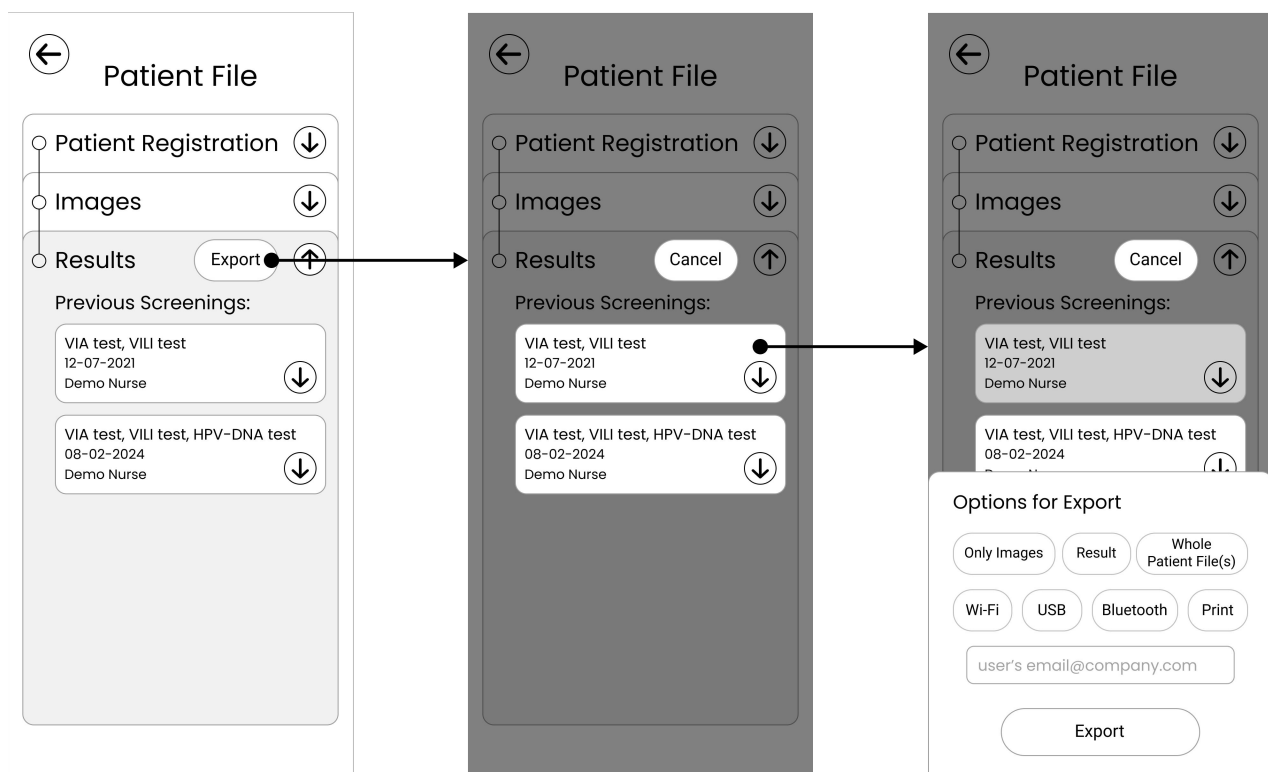 Patient File
Patient Registration
Images
Results
Export
Previous Screenings:
VIA test, VILI test
12-07-2021
Demo Nurse
VIA test, VILI test, HPV-DNA test
08-02-2024
Demo Nurse
Patient File
Patient Registration
Images
Results
Cancel
Previous Screenings:
VIA test, VILI test
12-07-2021
Demo Nurse
VIA test, VILI test, HPV-DNA test
08-02-2024
Demo Nurse
Patient File
Patient Registration
Images
Results
Cancel
Previous Screenings:
VIA test, VILI test
12-07-2021
Demo Nurse
VIA test, VILI test, HPV-DNA test
08-02-2024
Options for Export
Only Images
Result
Whole
Patient File(s)
Wi-Fi
USB
Bluetooth
Print
user's email@company.com
Export